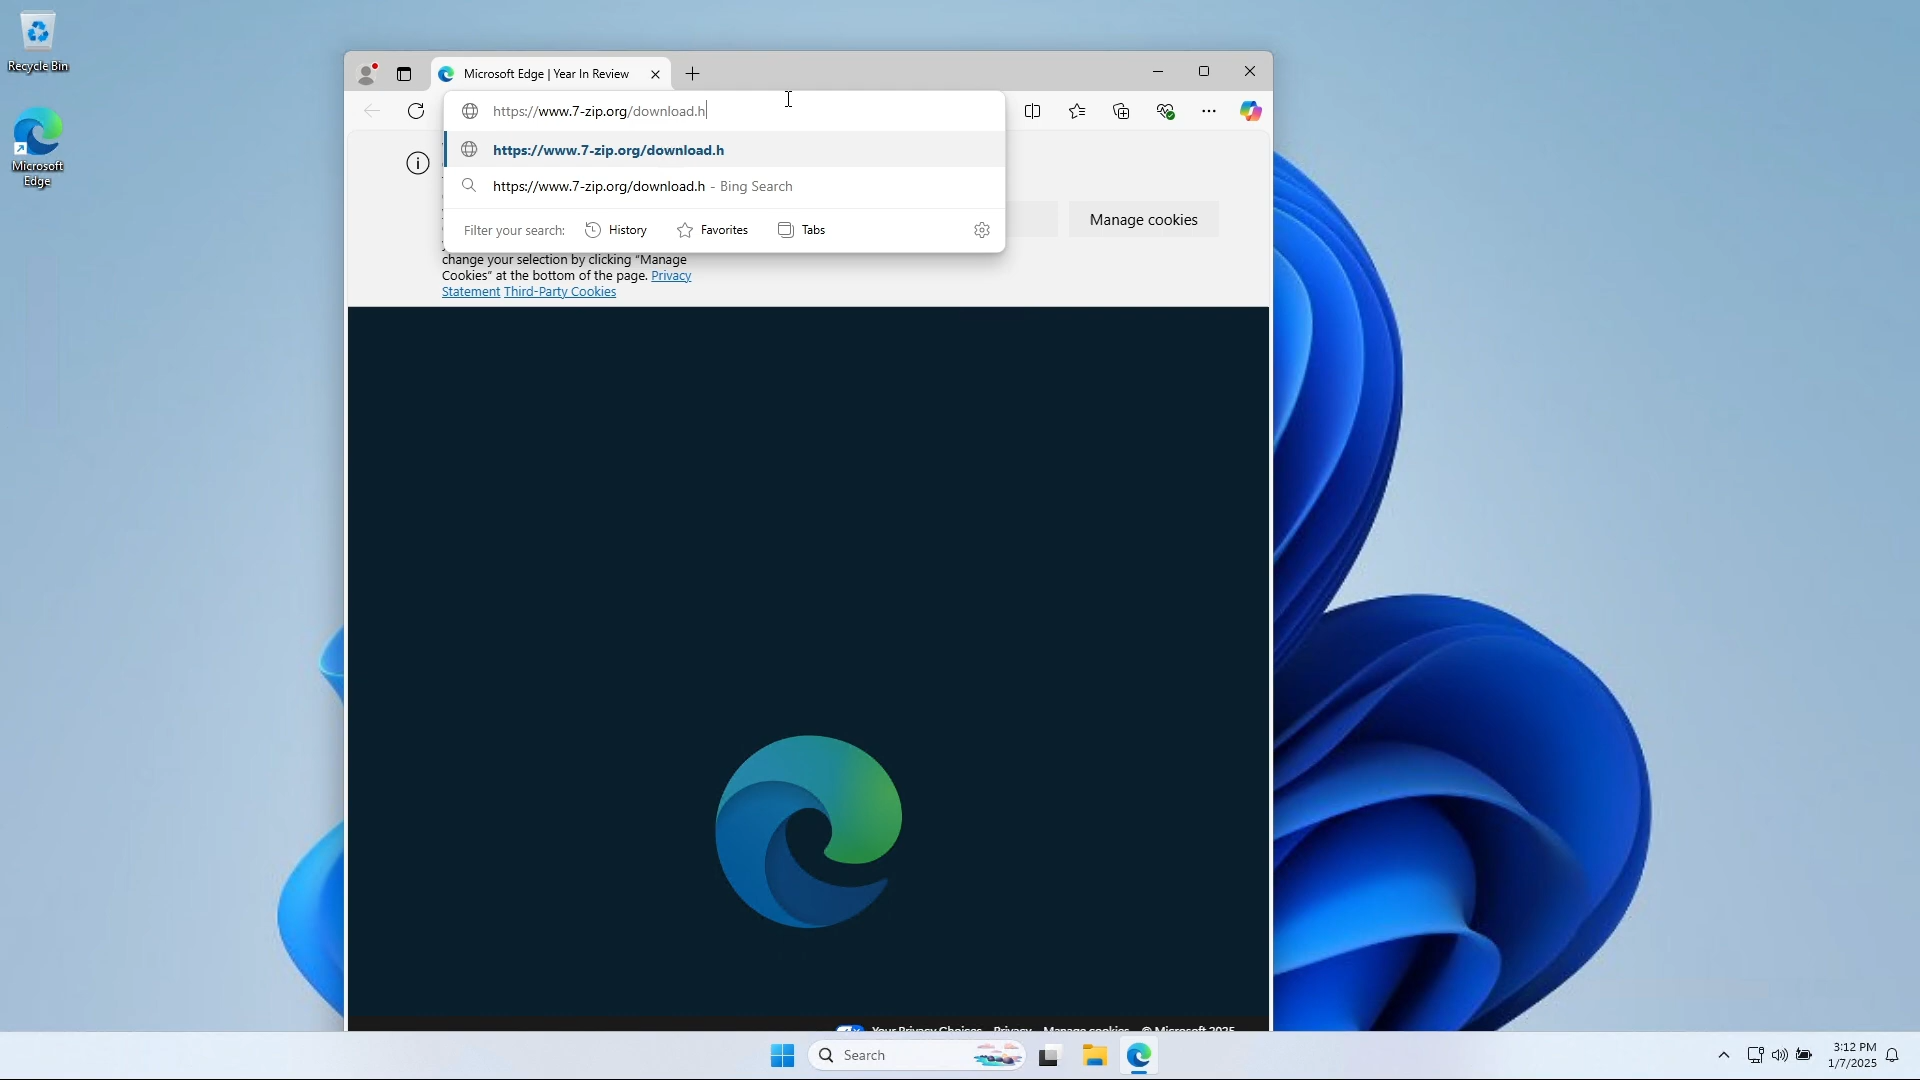 Recycle Bin
Microsoft
Edge
Microsoft Edge | Year In Review
https://www.7-zip.org/download.h
https://www.7-zip.org/download.h
https://www.7-zip.org/download.h - Bing Search
Filter your search: History Favorites Tabs
Manage cookies
change your selection by clicking “Manage
Cookies” at the bottom of the page. Privacy
Statement Third-Party Cookies
Your Privacy Choices Privacy Manage cookies © Microsoft 2025
Search
3:12 PM
1/7/2025